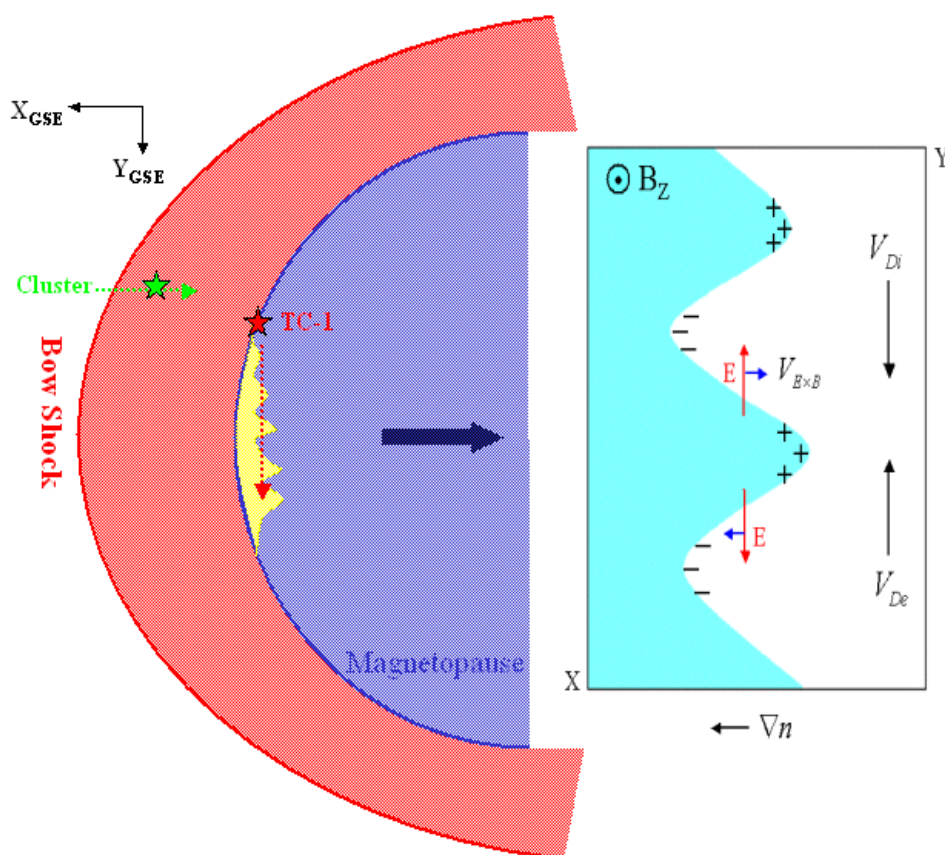 X_GSE
Y_GSE
Cluster
TC-1
Bow Shock
Magnetopause
Y
B_Z
+
+
+
V_Di
−
−
−
E
V_E×B
+
+
+
E
−
−
−
V_De
X
∇n